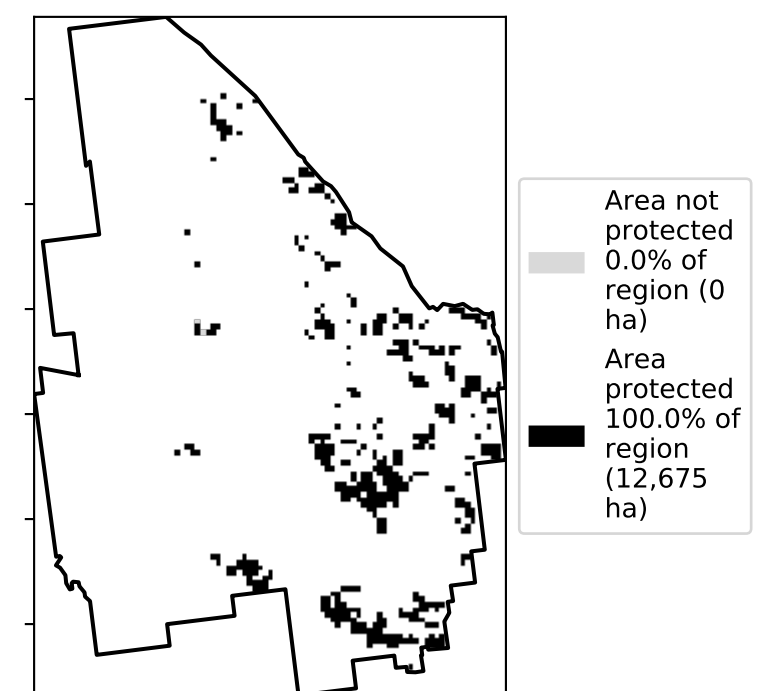 Area not
protected
0.0% of
region (0
ha)
Area
protected
100.0% of
region
(12,675
ha)